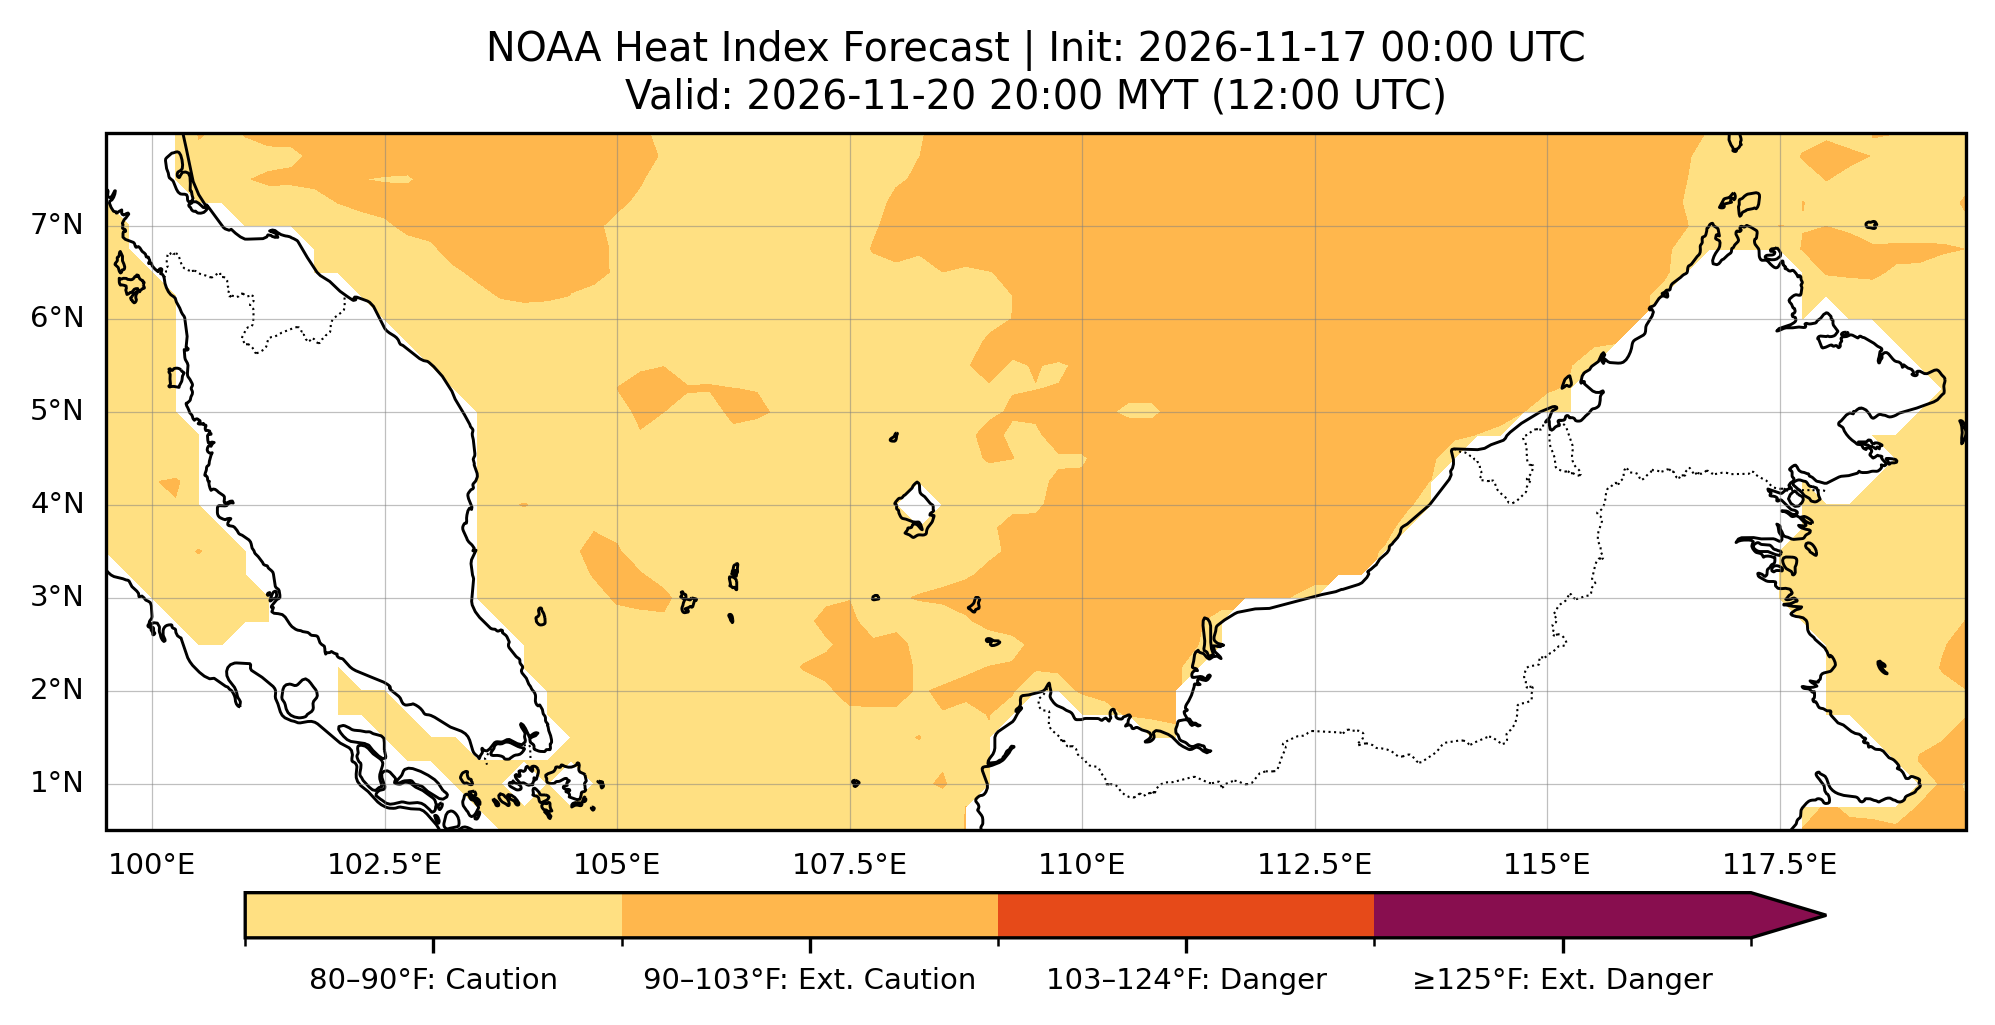 NOAA Heat Index Forecast | Init: 2026-11-17 00:00 UTC
Valid: 2026-11-20 20:00 MYT (12:00 UTC)
7°N
6°N
5°N
4°N
3°N
2°N
1°N
100°E 102.5°E 105°E 107.5°E 110°E 112.5°E 115°E 117.5°E
80–90°F: Caution 90–103°F: Ext. Caution 103–124°F: Danger ≥125°F: Ext. Danger